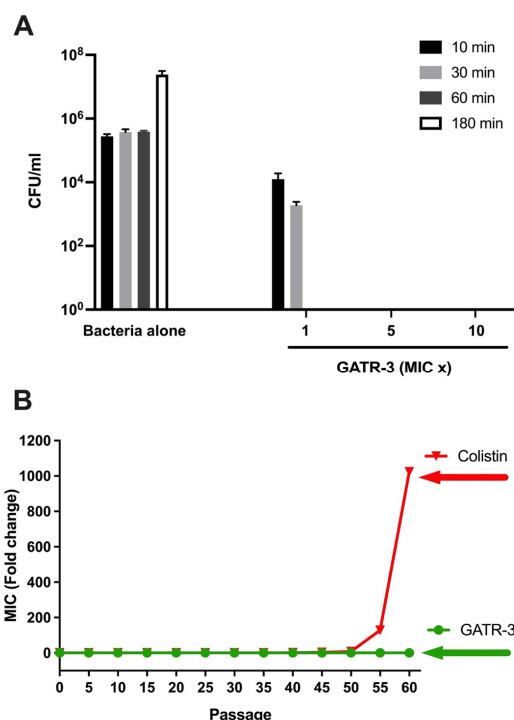 A
10 min
30 min
60 min
180 min
CFU/ml
10⁸
10⁶
10⁴
10²
10⁰
Bacteria alone
1
5
10
GATR-3 (MIC x)
B
MIC (Fold change)
1200
1000
800
600
400
200
0
Colistin
GATR-3
0 5 10 15 20 25 30 35 40 45 50 55 60
Passage